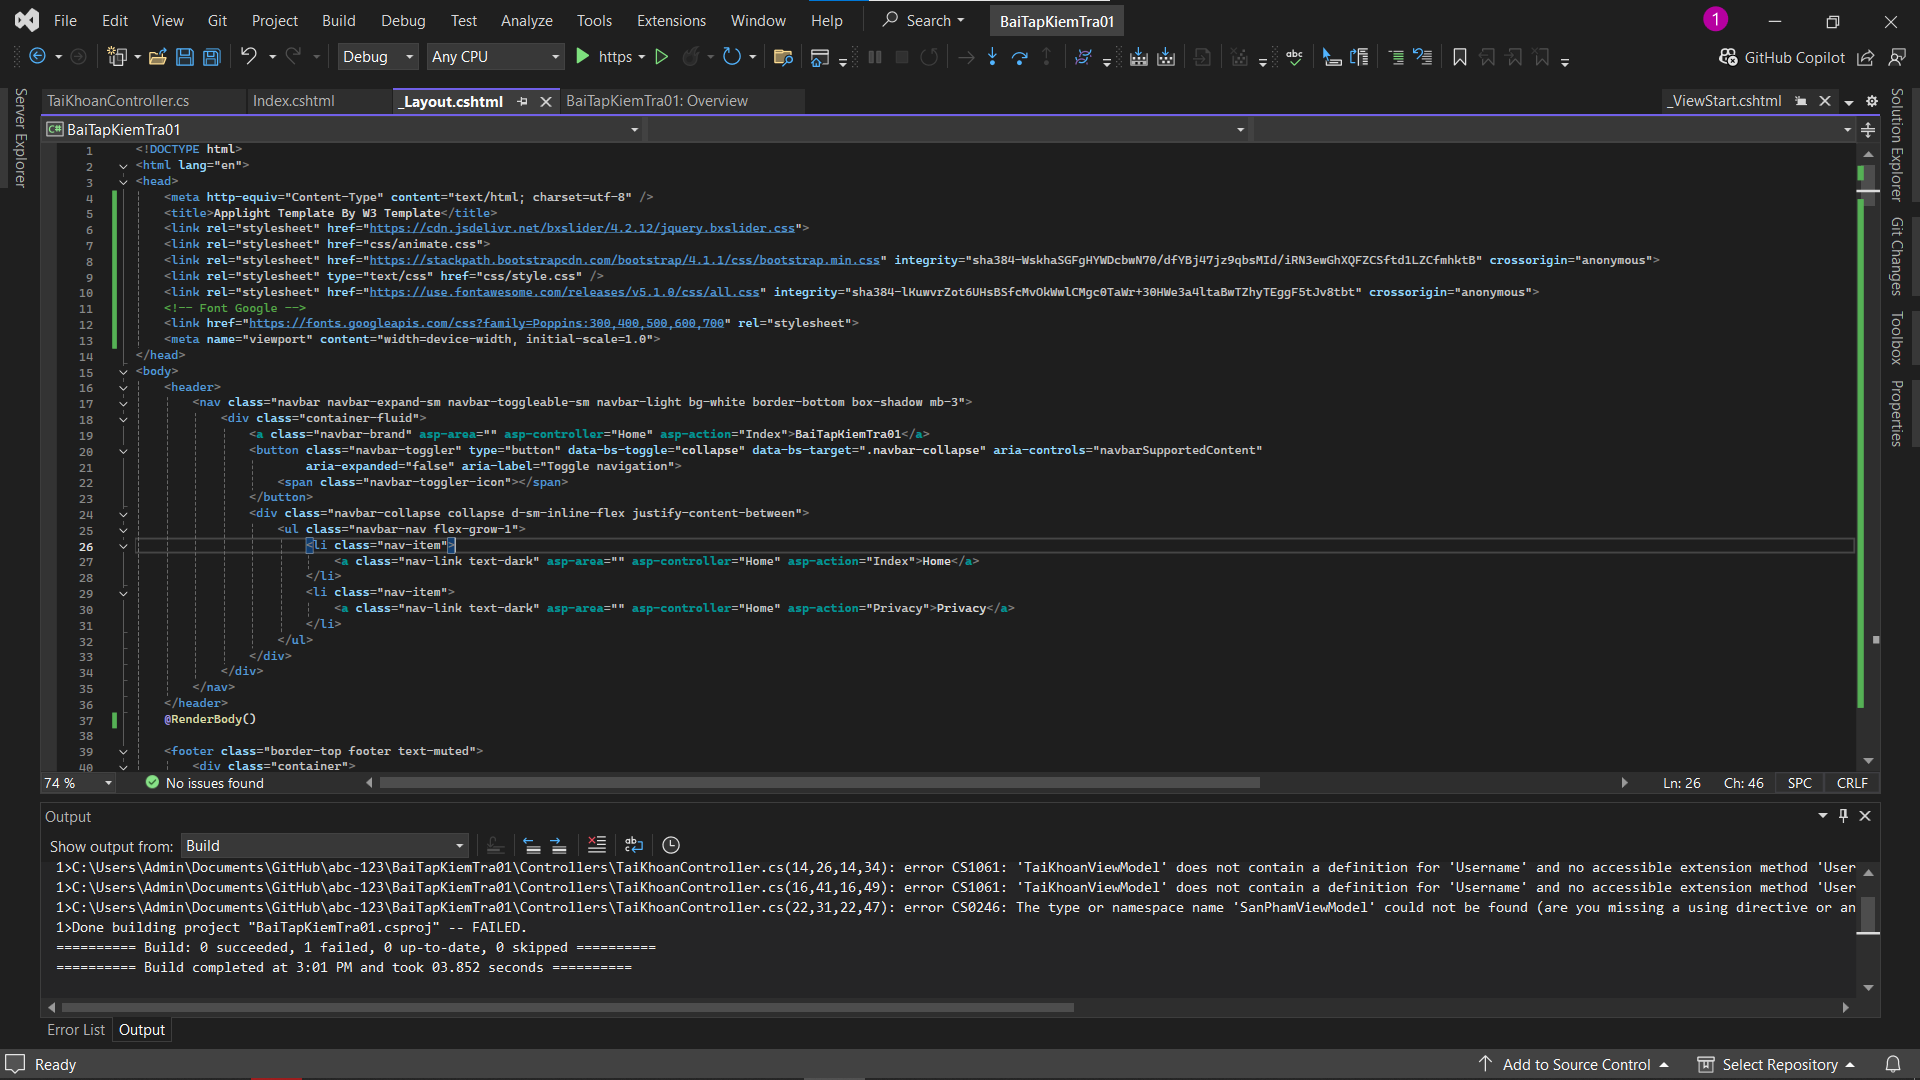 File Edit View Git Project Build Debug Test Analyze Tools Extensions Window Help Search BaiTapKiemTra01 1
Debug Any CPU https GitHub Copilot
TaiKhoanController.cs Index.cshtml _Layout.cshtml BaiTapKiemTra01: Overview _ViewStart.cshtml
Server Explorer
Solution Explorer
Git Changes
Toolbox
Properties
C# BaiTapKiemTra01
1 <!DOCTYPE html>
2 <html lang="en">
3 <head>
4 <meta http-equiv="Content-Type" content="text/html; charset=utf-8" />
5 <title>Applight Template By W3 Template</title>
6 <link rel="stylesheet" href="https://cdn.jsdelivr.net/bxslider/4.2.12/jquery.bxslider.css">
7 <link rel="stylesheet" href="css/animate.css">
8 <link rel="stylesheet" href="https://stackpath.bootstrapcdn.com/bootstrap/4.1.1/css/bootstrap.min.css" integrity="sha384-WskhaSGFgHYWDcbwN70/dfYBj47jz9qbsMId/iRN3ewGhXQFZCSftd1LZCfmhktB" crossorigin="anonymous">
9 <link rel="stylesheet" type="text/css" href="css/style.css" />
10 <link rel="stylesheet" href="https://use.fontawesome.com/releases/v5.1.0/css/all.css" integrity="sha384-lKuwvrZot6UHsBSfcMvOkWwlCMgc0TaWr+30HWe3a4ltaBwTZhyTEggF5tJv8tbt" crossorigin="anonymous">
11 <!-- Font Google -->
12 <link href="https://fonts.googleapis.com/css?family=Poppins:300,400,500,600,700" rel="stylesheet">
13 <meta name="viewport" content="width=device-width, initial-scale=1.0">
14 </head>
15 <body>
16 <header>
17 <nav class="navbar navbar-expand-sm navbar-toggleable-sm navbar-light bg-white border-bottom box-shadow mb-3">
18 <div class="container-fluid">
19 <a class="navbar-brand" asp-area="" asp-controller="Home" asp-action="Index">BaiTapKiemTra01</a>
20 <button class="navbar-toggler" type="button" data-bs-toggle="collapse" data-bs-target=".navbar-collapse" aria-controls="navbarSupportedContent"
21 aria-expanded="false" aria-label="Toggle navigation">
22 <span class="navbar-toggler-icon"></span>
23 </button>
24 <div class="navbar-collapse collapse d-sm-inline-flex justify-content-between">
25 <ul class="navbar-nav flex-grow-1">
26 <li class="nav-item">
27 <a class="nav-link text-dark" asp-area="" asp-controller="Home" asp-action="Index">Home</a>
28 </li>
29 <li class="nav-item">
30 <a class="nav-link text-dark" asp-area="" asp-controller="Home" asp-action="Privacy">Privacy</a>
31 </li>
32 </ul>
33 </div>
34 </div>
35 </nav>
36 </header>
37 @RenderBody()
38
39 <footer class="border-top footer text-muted">
40 <div class="container">
74 % No issues found Ln: 26 Ch: 46 SPC CRLF
Output
Show output from: Build
1>C:\Users\Admin\Documents\GitHub\abc-123\BaiTapKiemTra01\Controllers\TaiKhoanController.cs(14,26,14,34): error CS1061: 'TaiKhoanViewModel' does not contain a definition for 'Username' and no accessible extension method 'User
1>C:\Users\Admin\Documents\GitHub\abc-123\BaiTapKiemTra01\Controllers\TaiKhoanController.cs(16,41,16,49): error CS1061: 'TaiKhoanViewModel' does not contain a definition for 'Username' and no accessible extension method 'User
1>C:\Users\Admin\Documents\GitHub\abc-123\BaiTapKiemTra01\Controllers\TaiKhoanController.cs(22,31,22,47): error CS0246: The type or namespace name 'SanPhamViewModel' could not be found (are you missing a using directive or an
1>Done building project "BaiTapKiemTra01.csproj" -- FAILED.
========== Build: 0 succeeded, 1 failed, 0 up-to-date, 0 skipped ==========
========== Build completed at 3:01 PM and took 03.852 seconds ==========
Error List Output
Ready Add to Source Control Select Repository